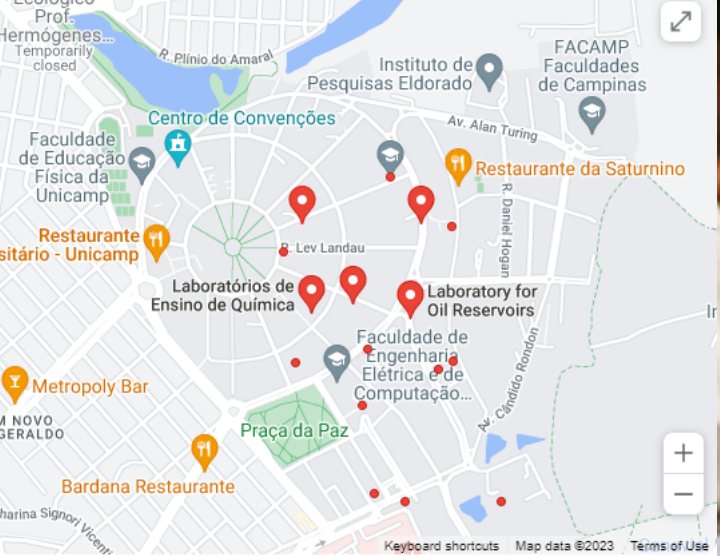 Ecológico
Prof.
Hermógenes...
Temporarily
closed
R. Plínio do Amaral
Instituto de
Pesquisas Eldorado
FACAMP
Faculdades
de Campinas
Centro de Convenções
Av. Alan Turing
Faculdade
de Educação
Física da
Unicamp
Restaurante da Saturnino
R. Daniel Hogan
Restaurante
sitário - Unicamp
R. Lev Landau
Laboratórios de
Ensino de Química
Laboratory for
Oil Reservoirs
Faculdade de
Engenharia
Elétrica e de
Computação...
Av. Cândido Rondon
Metropoly Bar
M NOVO
GERALDO
Praça da Paz
Bardana Restaurante
harina Signori Vicenti
+
−
Keyboard shortcuts
Map data ©2023
Terms of Use